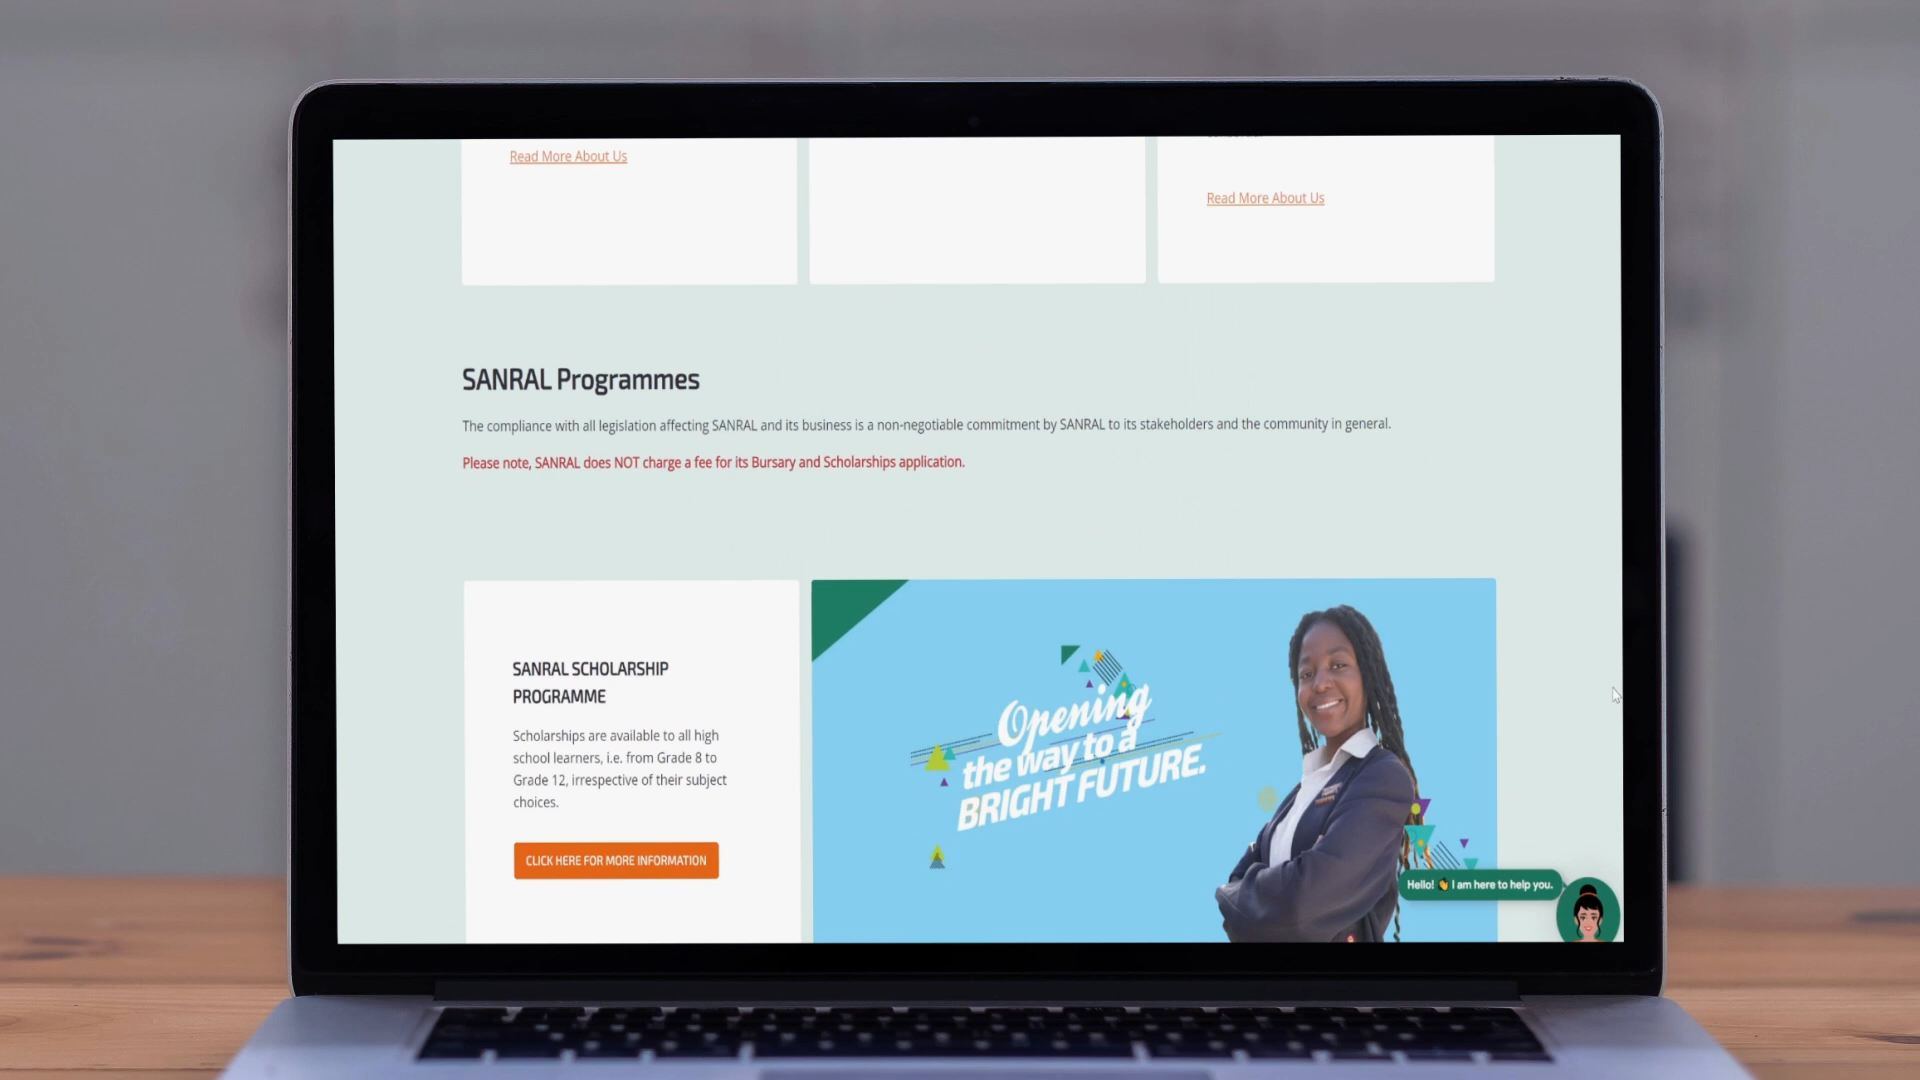 Read More About Us
Read More About Us
SANRAL Programmes
The compliance with all legislation affecting SANRAL and its business is a non-negotiable commitment by SANRAL to its stakeholders and the community in general.
Please note, SANRAL does NOT charge a fee for its Bursary and Scholarships application.
SANRAL SCHOLARSHIP
PROGRAMME
Scholarships are available to all high
school learners, i.e. from Grade 8 to
Grade 12, irrespective of their subject
choices.
CLICK HERE FOR MORE INFORMATION
Opening
the way to a
BRIGHT FUTURE.
Hello! 👋 I am here to help you.